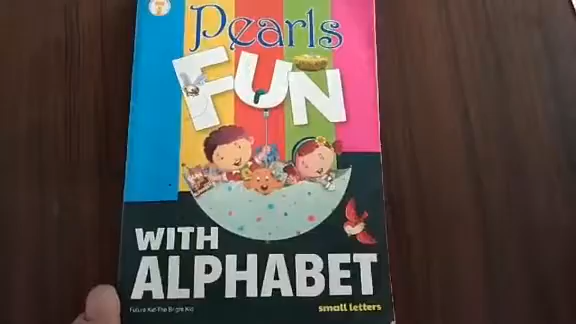 Pearls
FUN
WITH
ALPHABET
Future Kid The Bright Kid
small letters